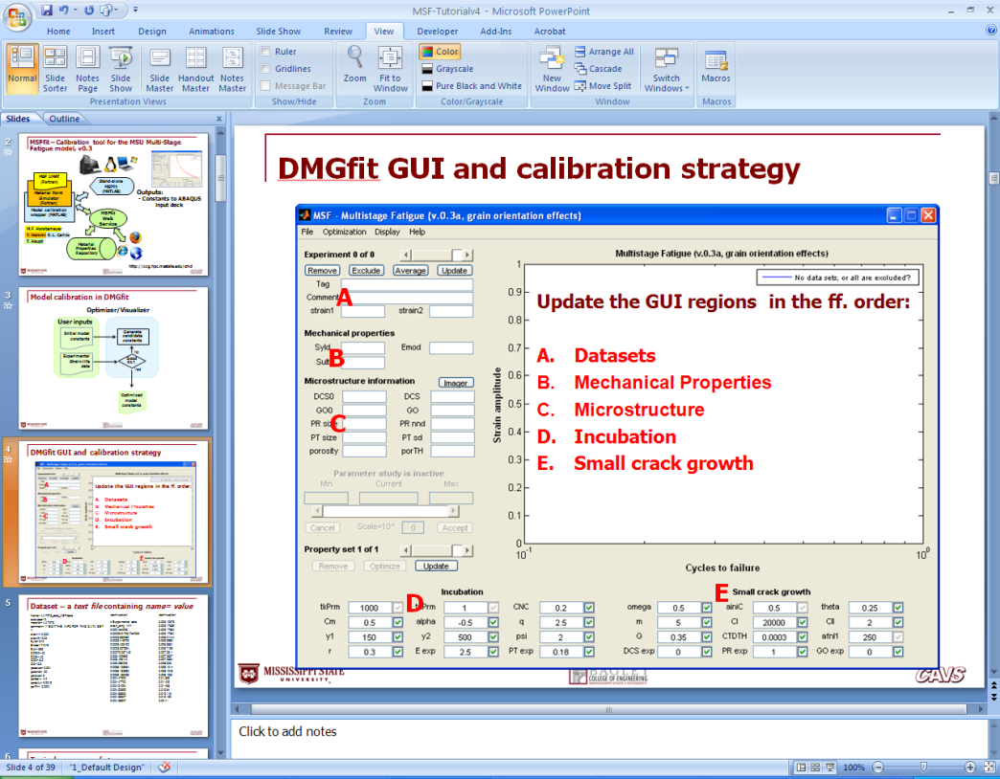 MSF-Tutorialv4 - Microsoft PowerPoint
Home Insert Design Animations Slide Show Review View Developer Add-Ins Acrobat
Normal Slide Sorter Notes Page Slide Show Slide Master Handout Master Notes Master
Presentation Views
Ruler
Gridlines
Message Bar
Show/Hide
Zoom Fit to Window
Zoom
Color
Grayscale
Pure Black and White
Color/Grayscale
New Window
Arrange All
Cascade
Move Split
Switch Windows
Window
Macros
Macros
Slides Outline
2
MSFfit – Calibration tool for the MSU Multi-Stage
Fatigue model, v0.3
MSF UMAT
(Fortran)
Material Point
Simulator
(Fortran)
Model calibration
wrapper (MATLAB)
Stand-alone
MSFfit
(MATLAB)
Outputs:
- Constants to ABAQUS
input deck
MSFfit
Web
Service
Material
Properties
Repository
3
Model calibration in DMGfit
Optimizer/Visualizer
User inputs
Initial model
constants
Generate
candidate
constants
Experimental
Strain-life
data
No
Yes
Optimized
model
constants
4
DMGfit GUI and calibration strategy
Update the GUI regions in the ff. order:
A. Datasets
B. Mechanical Properties
C. Microstructure
D. Incubation
E. Small crack growth
5
Dataset – a text file containing name= value
6
DMGfit GUI and calibration strategy
MSF - Multistage Fatigue (v.0.3a, grain orientation effects)
File Optimization Display Help
Experiment 0 of 0
Remove Exclude Average Update
Tag
Comment
A
strain1 strain2
Mechanical properties
Syld Emod
Sult
B
Microstructure information Imager
DCS0 DCS
GO0 GO
PR size PR nnd
C
PT size PT sd
porosity porTH
Parameter study is inactive
Min Current Max
Cancel Scale=10^ 0 Accept
Property set 1 of 1
Remove Optimize Update
Multistage Fatigue (v.0.3a, grain orientation effects)
No data sets, or all are excluded?
Update the GUI regions in the ff. order:
A. Datasets
B. Mechanical Properties
C. Microstructure
D. Incubation
E. Small crack growth
Strain amplitude
1
0.9
0.8
0.7
0.6
0.5
0.4
0.3
0.2
0.1
0
10^-1 10^0
Cycles to failure
D
Incubation
E
Small crack growth
tkPrm 1000 1 CNC 0.2 omega 0.5 ainiC 0.5 theta 0.25
Cm 0.5 alpha -0.5 q 2.5 m 5 CI 20000 CII 2
y1 150 y2 500 psi 2 G 0.35 CTDTH 0.0003 afnl1 250
r 0.3 E exp 2.5 PT exp 0.18 DCS exp 0 PR exp 1 GO exp 0
MISSISSIPPI STATE
UNIVERSITY
BAGLEY
COLLEGE OF ENGINEERING
CAVS
Click to add notes
Slide 4 of 39 "1_Default Design" 100%